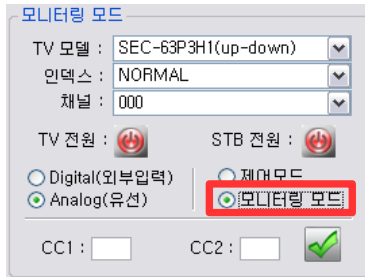 모니터링 모드
TV 모델 : SEC-63P3H1(up-down)
인덱스 : NORMAL
채널 : 000
TV 전원 : STB 전원 :
Digital(외부입력) 제어모드
Analog(유선) 모니터링 모드
CC1 : CC2 :